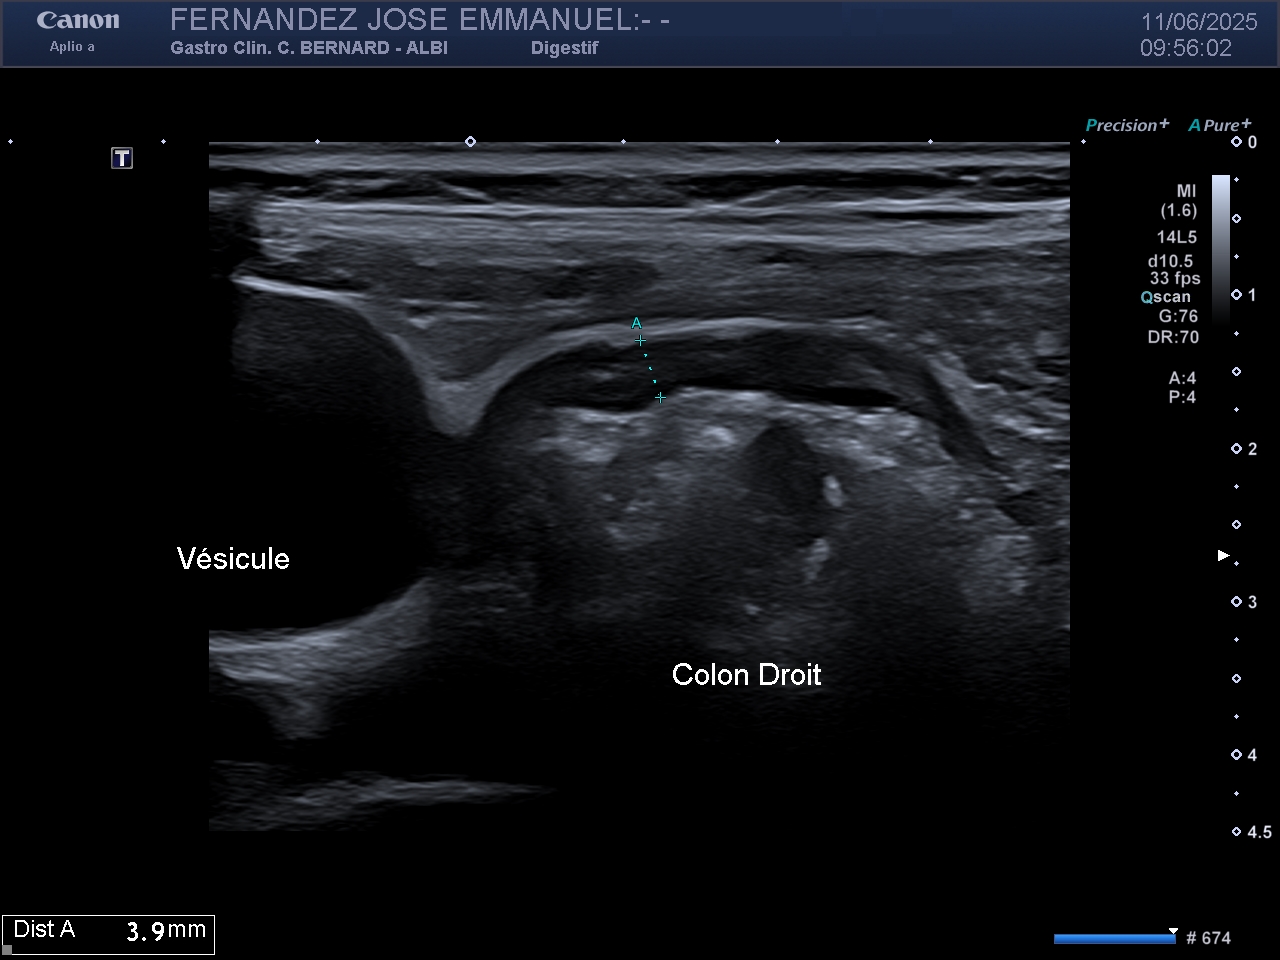 Canon
Aplio a
FERNANDEZ JOSE EMMANUEL:- -
Gastro Clin. C. BERNARD - ALBI Digestif
11/06/2025
09:56:02
Precision+ A Pure+
T
0
MI
(1.6)
14L5
d10.5
33 fps
Qscan
G:76
DR:70
A:4
P:4
1
2
3
4
4.5
A
Vésicule
Colon Droit
Dist A 3.9mm
# 674